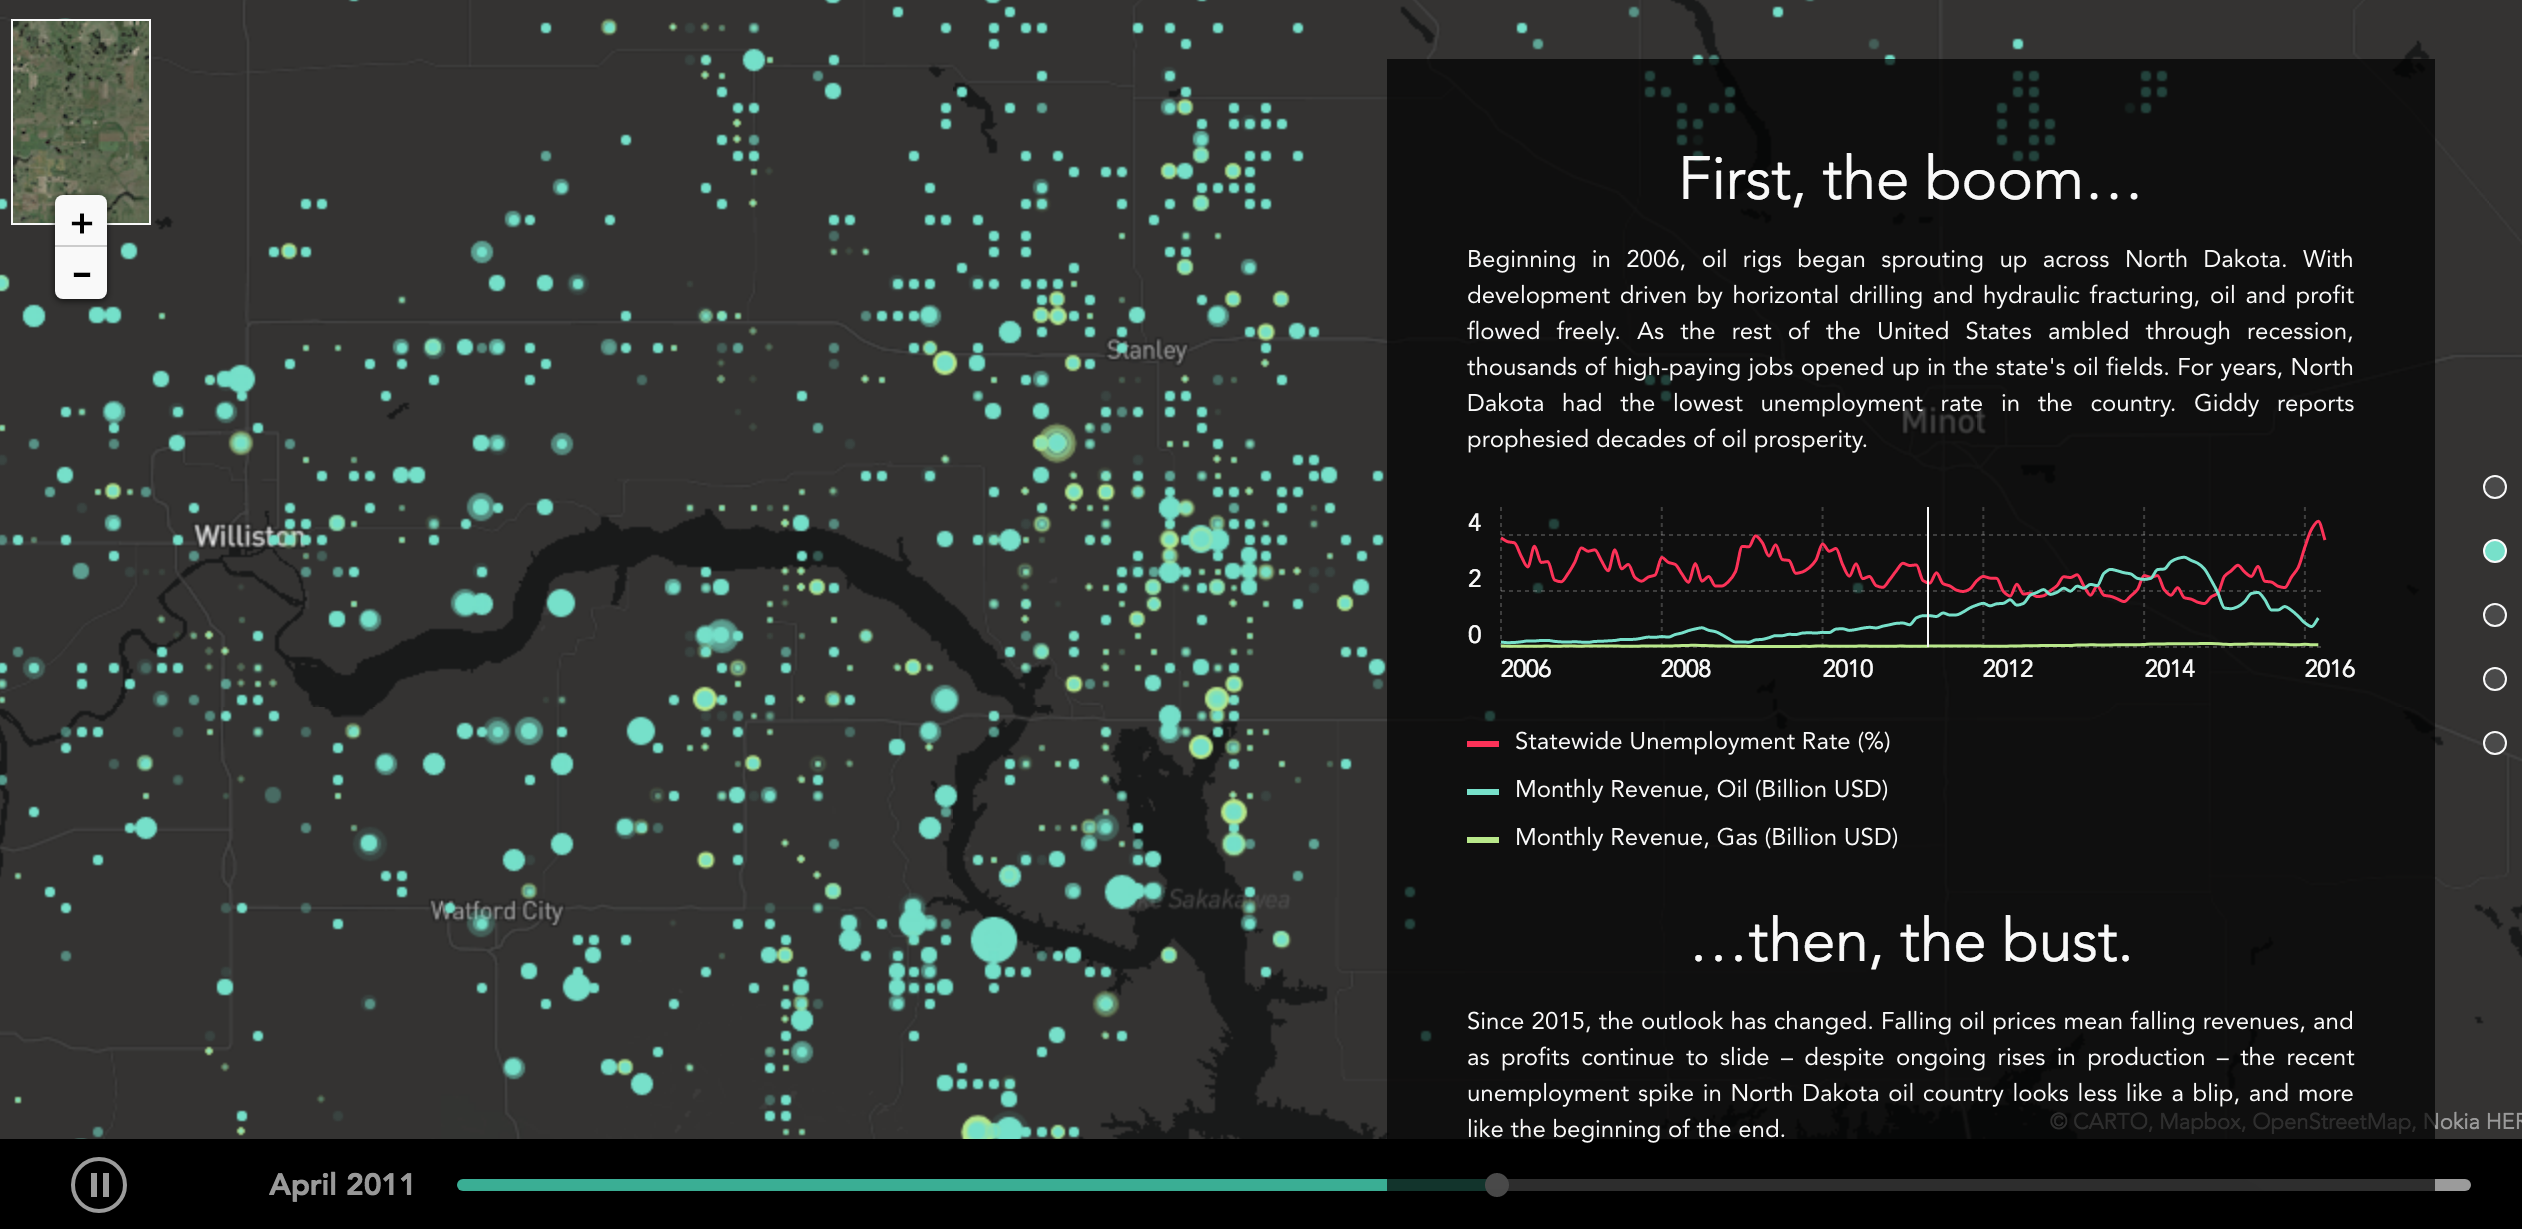 +
−
Stanley
Williston
Watford City
Sakakawea
Minot
First, the boom…
Beginning in 2006, oil rigs began sprouting up across North Dakota. With
development driven by horizontal drilling and hydraulic fracturing, oil and profit
flowed freely. As the rest of the United States ambled through recession,
thousands of high-paying jobs opened up in the state's oil fields. For years, North
Dakota had the lowest unemployment rate in the country. Giddy reports
prophesied decades of oil prosperity.
4
2
0
2006 2008 2010 2012 2014 2016
Statewide Unemployment Rate (%)
Monthly Revenue, Oil (Billion USD)
Monthly Revenue, Gas (Billion USD)
…then, the bust.
Since 2015, the outlook has changed. Falling oil prices mean falling revenues, and
as profits continue to slide – despite ongoing rises in production – the recent
unemployment spike in North Dakota oil country looks less like a blip, and more
like the beginning of the end.
© CARTO, Mapbox, OpenStreetMap, Nokia HER
April 2011